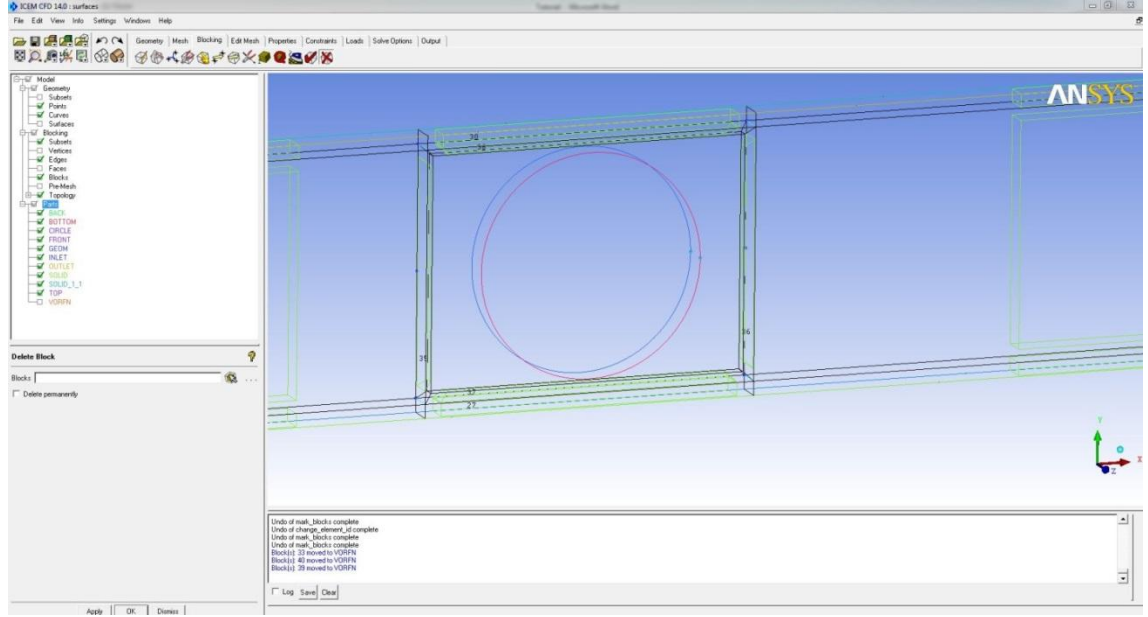 ICEM CFD 14.0 : surfaces
Tutorial - Microsoft Word
File Edit View Info Settings Windows Help
Geometry Mesh Blocking Edit Mesh Properties Constraints Loads Solve Options Output
Model
Geometry
Subsets
Points
Curves
Surfaces
Blocking
Subsets
Vertices
Edges
Faces
Blocks
Pre-Mesh
Topology
Parts
BACK
BOTTOM
CIRCLE
FRONT
GEOM
INLET
OUTLET
SOLID
SOLID_1_1
TOP
VORFN
ANSYS
36
35
37
27
Y
X
Z
Delete Block
Blocks
Delete permanently
Undo of mark_blocks complete
Undo of change_element_id complete
Undo of mark_blocks complete
Undo of mark_blocks complete
Block(s): 33 moved to VORFN
Block(s): 40 moved to VORFN
Block(s): 39 moved to VORFN
Log Save Clear
Apply OK Dismiss